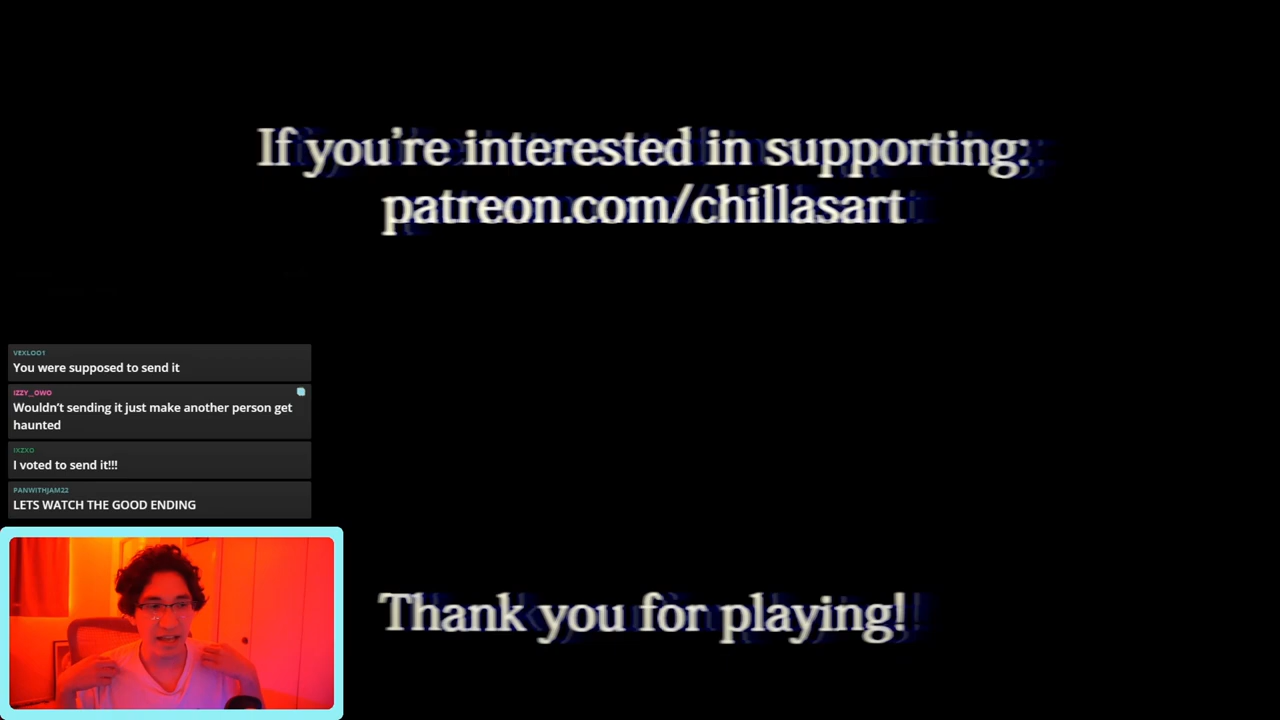 If you're interested in supporting:
patreon.com/chillasart
VEXLOO1
You were supposed to send it
IZZY__OWO
Wouldn't sending it just make another person get
haunted
IXZXO
I voted to send it!!!
PANWITHJAM22
LETS WATCH THE GOOD ENDING
Thank you for playing!